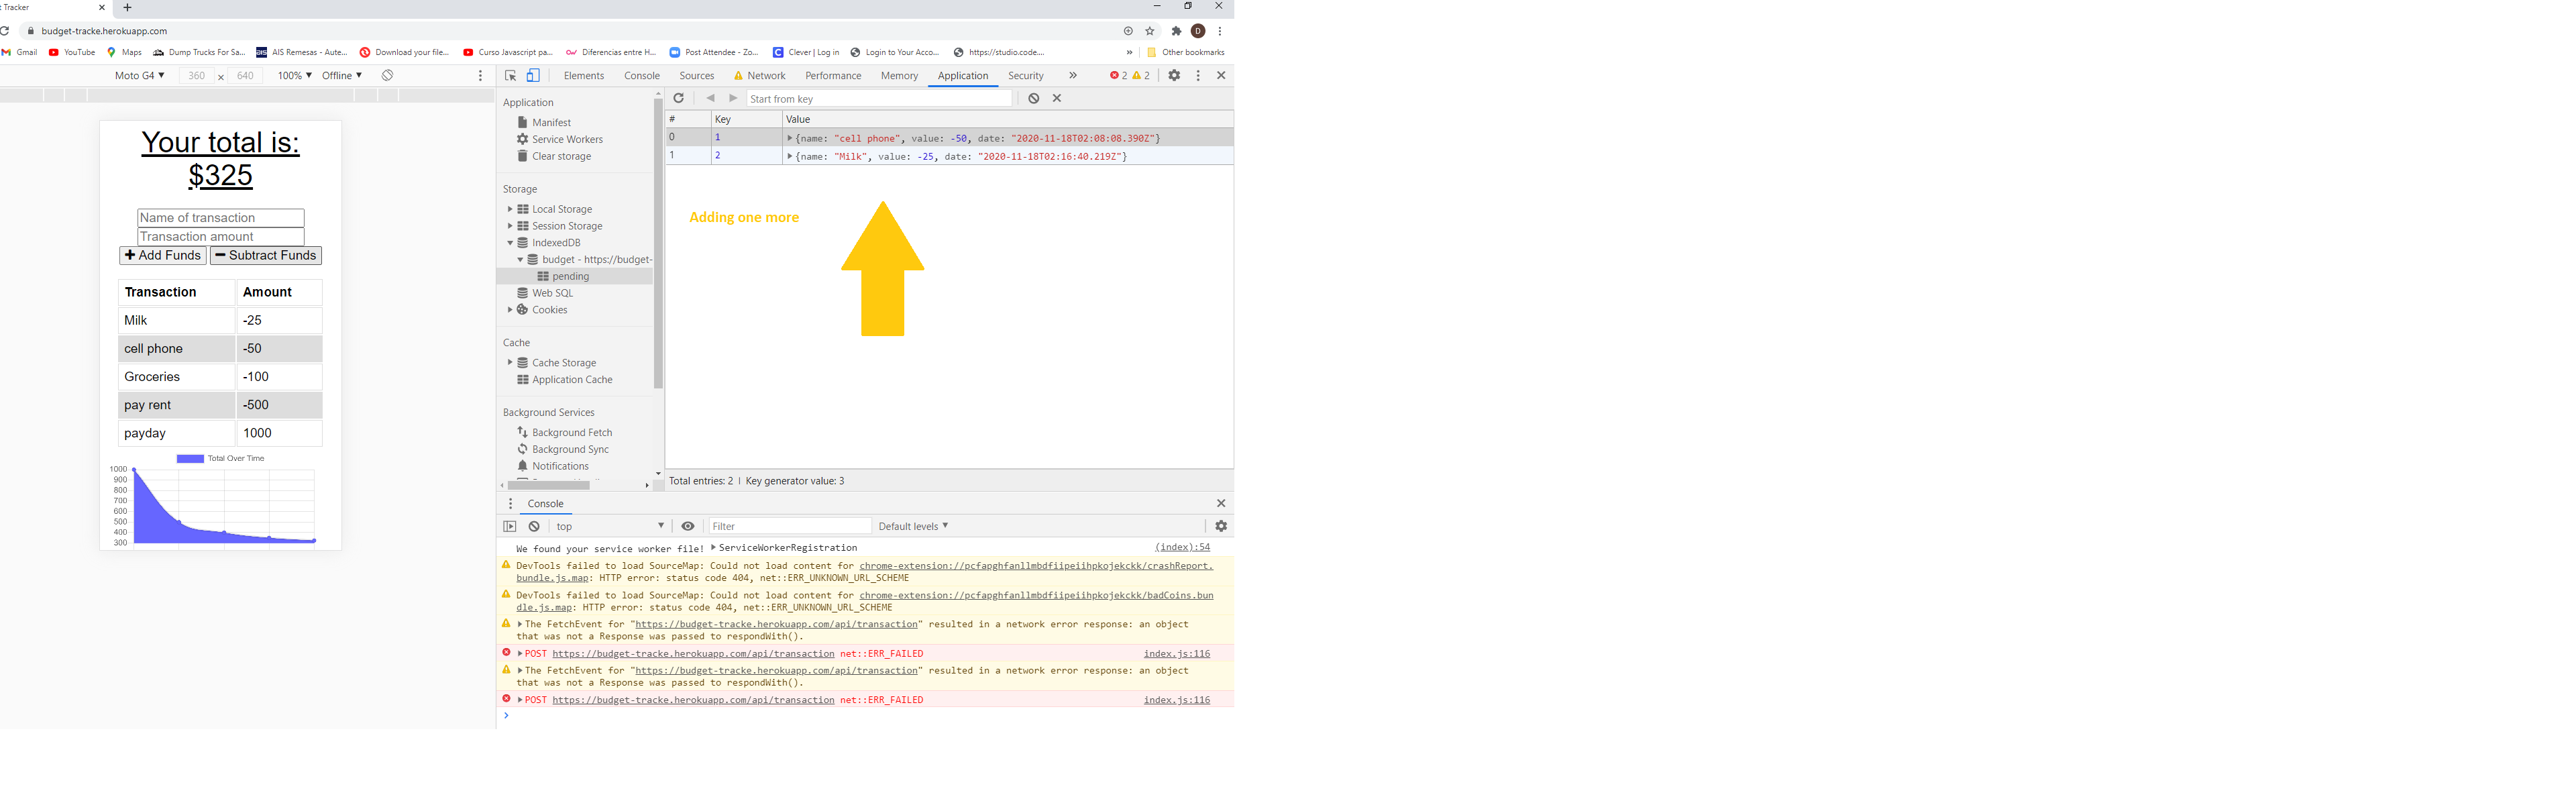 t Tracker
budget-tracke.herokuapp.com
D
Gmail YouTube Maps Dump Trucks For Sa... AIS Remesas - Aute... Download your file... Curso Javascript pa... Diferencias entre H... Post Attendee - Zo... Clever | Log in Login to Your Acco... https://studio.code.... » Other bookmarks
Moto G4 360 × 640 100% Offline
Your total is:
$325
Name of transaction
Transaction amount
Add Funds Subtract Funds
Transaction Amount
Milk -25
cell phone -50
Groceries -100
pay rent -500
payday 1000
Total Over Time
1000
900
800
700
600
500
400
300
Elements Console Sources Network Performance Memory Application Security » 2 2
Application
Manifest
Service Workers
Clear storage
Storage
Local Storage
Session Storage
IndexedDB
budget - https://budget-
pending
Web SQL
Cookies
Cache
Cache Storage
Application Cache
Background Services
Background Fetch
Background Sync
Notifications
Start from key
# Key Value
0 1 {name: "cell phone", value: -50, date: "2020-11-18T02:08:08.390Z"}
1 2 {name: "Milk", value: -25, date: "2020-11-18T02:16:40.219Z"}
Adding one more
Total entries: 2 | Key generator value: 3
Console
top Filter Default levels
We found your service worker file! ServiceWorkerRegistration (index):54
DevTools failed to load SourceMap: Could not load content for chrome-extension://pcfapghfanllmbdfiipeiihpkojekckk/crashReport.
bundle.js.map: HTTP error: status code 404, net::ERR_UNKNOWN_URL_SCHEME
DevTools failed to load SourceMap: Could not load content for chrome-extension://pcfapghfanllmbdfiipeiihpkojekckk/badCoins.bun
dle.js.map: HTTP error: status code 404, net::ERR_UNKNOWN_URL_SCHEME
The FetchEvent for "https://budget-tracke.herokuapp.com/api/transaction" resulted in a network error response: an object
that was not a Response was passed to respondWith().
POST https://budget-tracke.herokuapp.com/api/transaction net::ERR_FAILED index.js:116
The FetchEvent for "https://budget-tracke.herokuapp.com/api/transaction" resulted in a network error response: an object
that was not a Response was passed to respondWith().
POST https://budget-tracke.herokuapp.com/api/transaction net::ERR_FAILED index.js:116